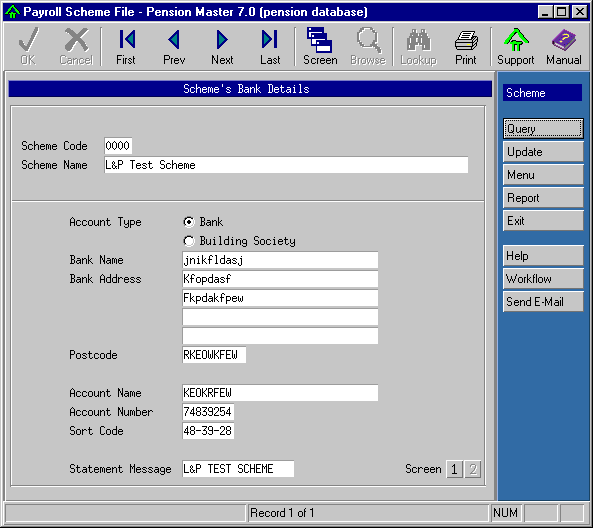 Payroll Scheme File - Pension Master 7.0 (pension database)
OK Cancel First Prev Next Last Screen Browse Lookup Print Support Manual
Scheme's Bank Details
Scheme
Scheme Code 0000
Scheme Name L&P Test Scheme
Query
Update
Menu
Report
Exit
Help
Workflow
Send E-Mail
Account Type Bank
Building Society
Bank Name jnikfldasj
Bank Address Kfopdasf
Fkpdakfpew
Postcode RKEOWKFEW
Account Name KEOKRFEW
Account Number 74839254
Sort Code 48-39-28
Statement Message L&P TEST SCHEME Screen 1 2
Record 1 of 1 NUM